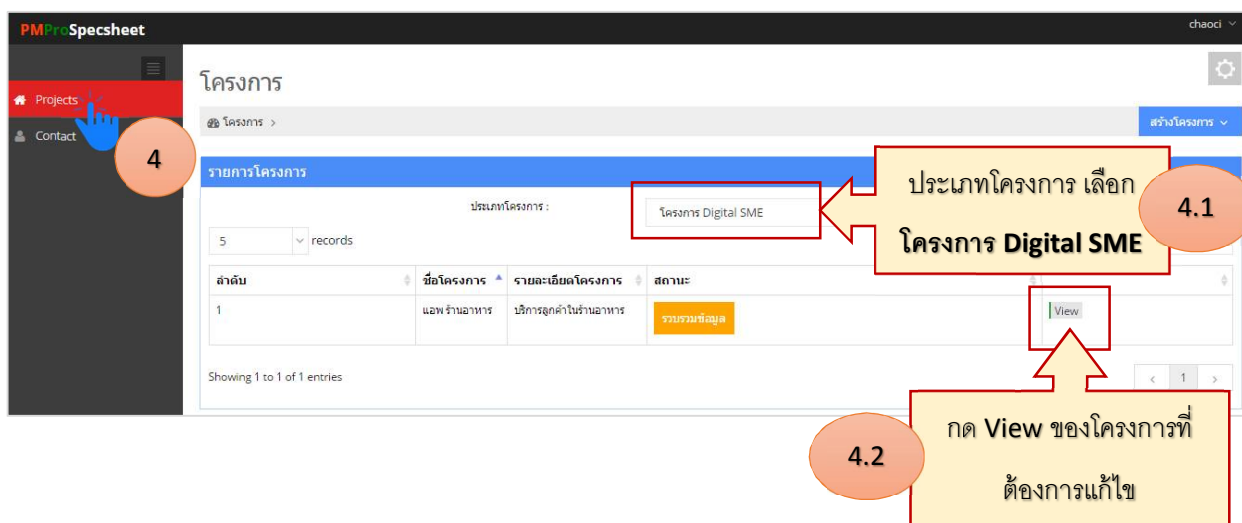 PMProSpecsheet
chaoci
Projects
Contact
4
โครงการ
โครงการ >
สร้างโครงการ
รายการโครงการ
ประเภทโครงการ :
โครงการ Digital SME
ประเภทโครงการ เลือก
โครงการ Digital SME
4.1
5 records
ลำดับ ชื่อโครงการ รายละเอียดโครงการ สถานะ
1 แอพ ร้านอาหาร บริการลูกค้าในร้านอาหาร รวบรวมข้อมูล View
Showing 1 to 1 of 1 entries
< 1 >
4.2
กด View ของโครงการที่
ต้องการแก้ไข